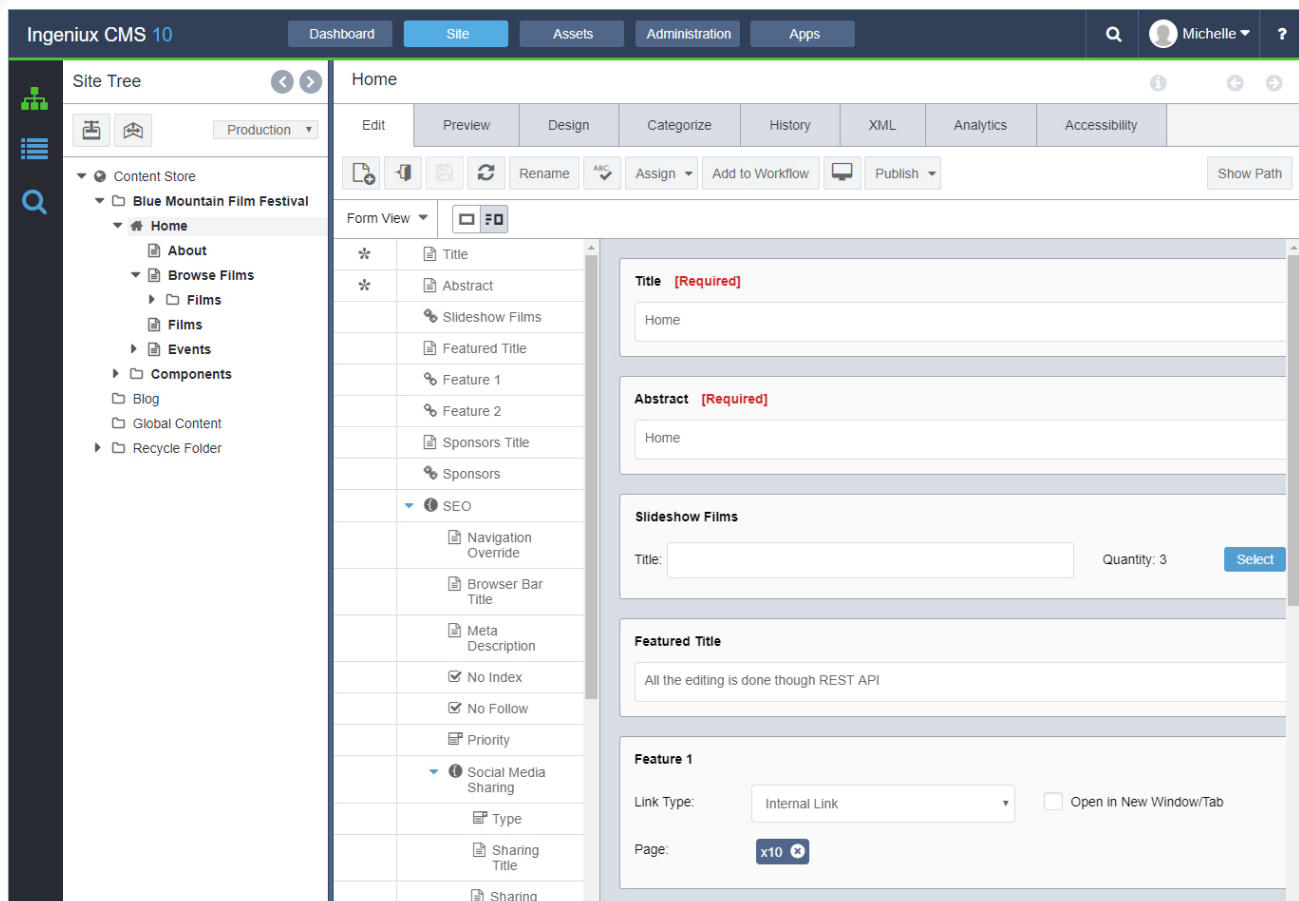 Ingeniux CMS 10
Dashboard
Site
Assets
Administration
Apps
Michelle
?
Site Tree
Production
Content Store
Blue Mountain Film Festival
Home
About
Browse Films
Films
Films
Events
Components
Blog
Global Content
Recycle Folder
Home
Edit
Preview
Design
Categorize
History
XML
Analytics
Accessibility
Rename
ABC
Assign
Add to Workflow
Publish
Show Path
Form View
* Title
* Abstract
Slideshow Films
Featured Title
Feature 1
Feature 2
Sponsors Title
Sponsors
SEO
Navigation
Override
Browser Bar
Title
Meta
Description
No Index
No Follow
Priority
Social Media
Sharing
Type
Sharing
Title
Sharing
Title [Required]
Home
Abstract [Required]
Home
Slideshow Films
Title:
Quantity: 3
Select
Featured Title
All the editing is done though REST API
Feature 1
Link Type:
Internal Link
Open in New Window/Tab
Page:
x10